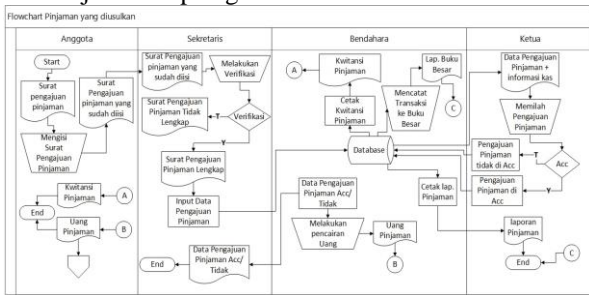 Flowchart Pinjaman yang diusulkan
Anggota
Sekretaris
Bendahara
Ketua
Start
Surat
pengajuan
pinjaman
Mengisi
Surat
Pengajuan
Pinjaman
Surat
Pengajuan
pinjaman yang
sudah diisi
Kwitansi
Pinjaman
A
End
Uang
Pinjaman
B
Surat Pengajuan
pinjaman yang
sudah diisi
Melakukan
Verifikasi
Surat Pengajuan
Pinjaman Tidak
Lengkap
T
Verifikasi
Y
Surat Pengajuan
Pinjaman Lengkap
Input Data
Pengajuan
Pinjaman
End
Data Pengajuan
Pinjaman Acc/
Tidak
A
Kwitansi
Pinjaman
Cetak
Kwitansi
Pinjaman
Mencatat
Transaksi
ke Buku
Besar
Lap. Buku
Besar
C
Database
Data Pengajuan
Pinjaman Acc/
Tidak
Cetak lap.
Pinjaman
Melakukan
pencairan
Uang
Uang
Pinjaman
B
Data Pengajuan
Pinjaman +
informasi kas
Memilah
Pengajuan
Pinjaman
Pengajuan
Pinjaman
tidak di Acc
T
Acc
Pengajuan
Pinjaman di
Acc
Y
laporan
Pinjaman
End
C